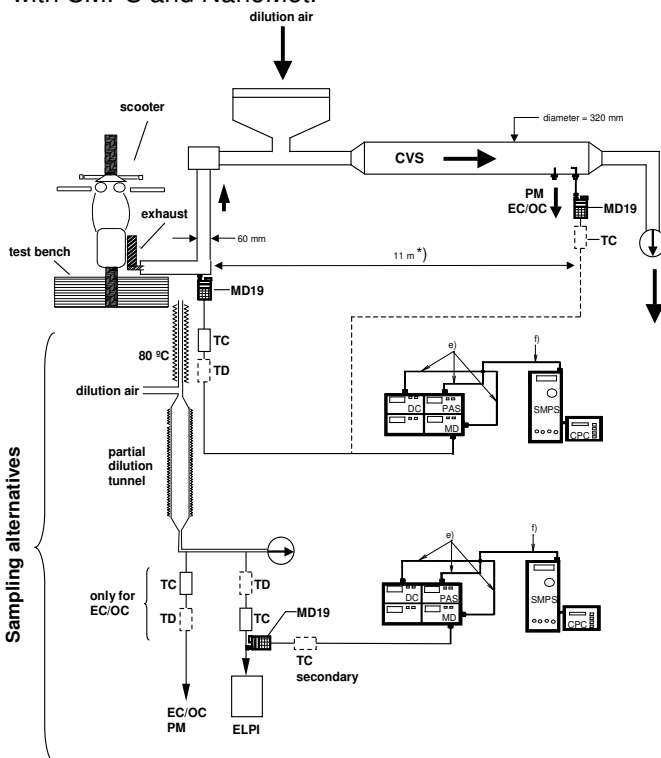 with SMPS and NanoMet.
dilution air
scooter
diameter = 320 mm
CVS
exhaust
PM
EC/OC
MD19
TC
60 mm
test bench
11 m *)
MD19
TC
TD
80 ºC
dilution air
e)
f)
DC
PAS
MD
SMPS
CPC
partial
dilution
tunnel
Sampling alternatives
only for
EC/OC
TC
TD
TD
TC
MD19
TC
secondary
e)
f)
DC
PAS
MD
SMPS
CPC
EC/OC
PM
ELPI